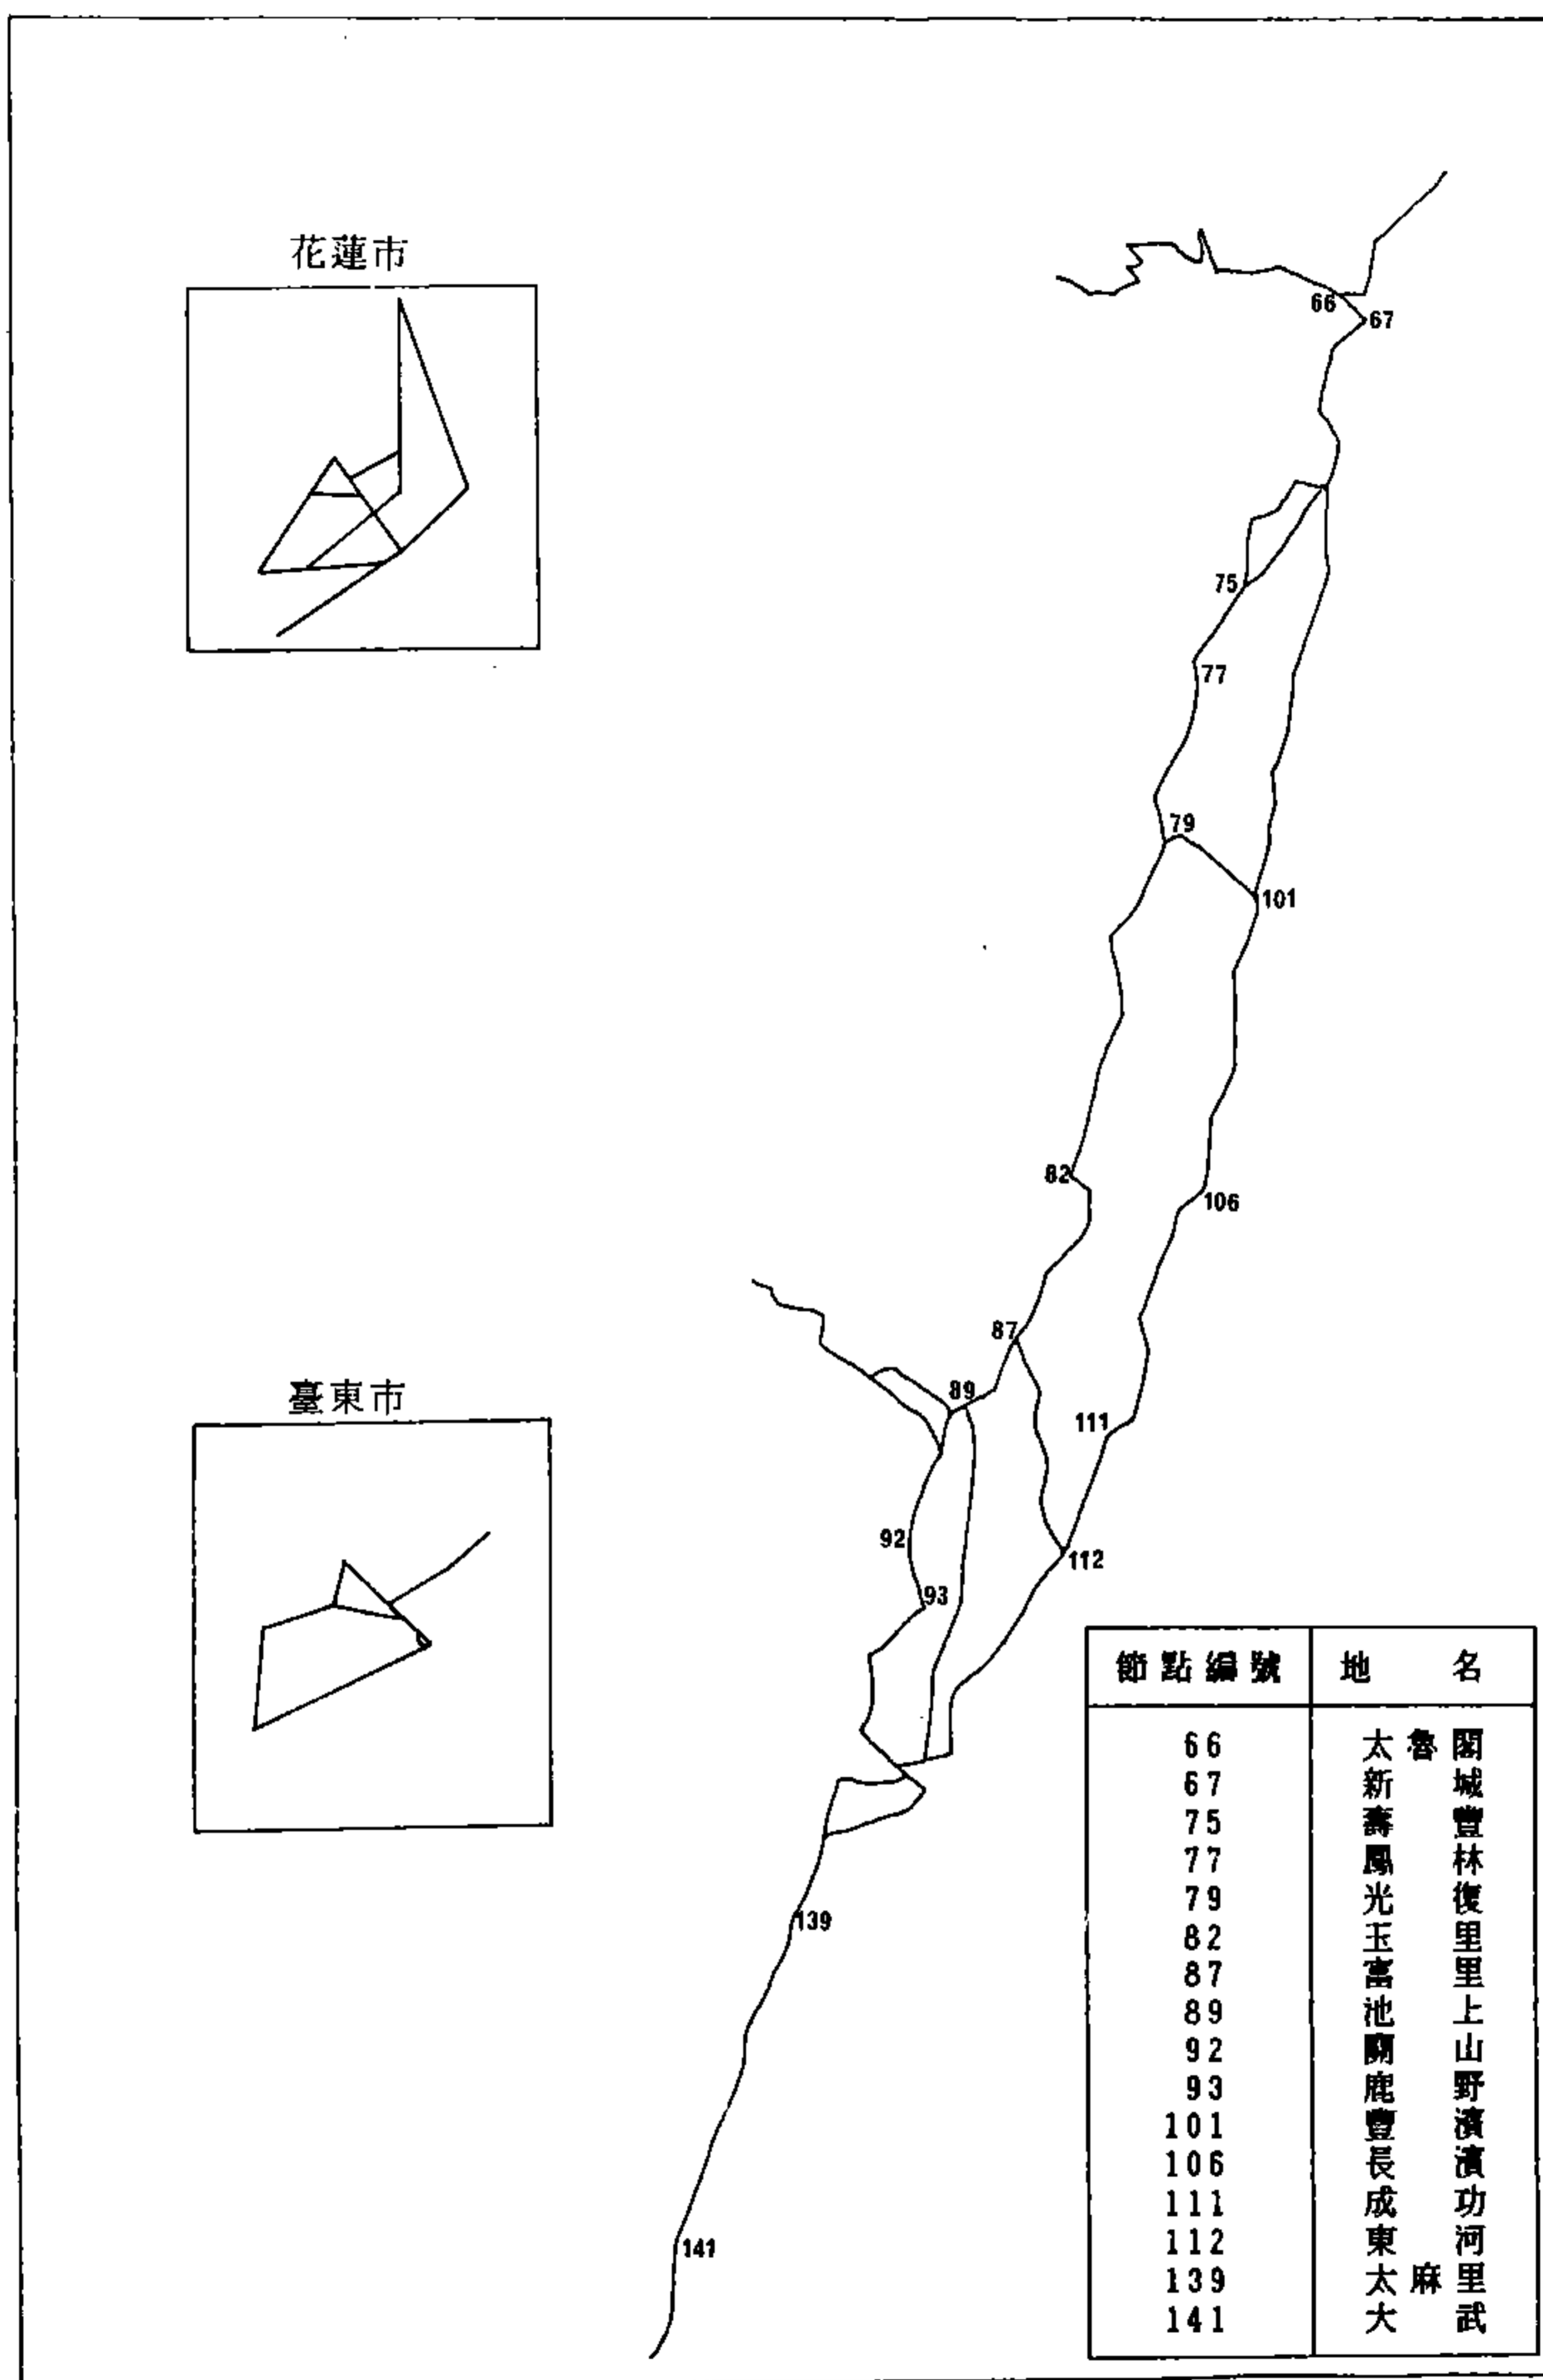 花蓮市
66
67
75
77
79
101
82
106
87
89
111
92
112
93
臺東市
139
141
節點編號 地名
66 太魯閣
67 新城
75 壽豐
77 鳳林
79 光復
82 玉里
87 富里
89 池上
92 關山
93 鹿野
101 豐濱
106 長濱
111 成功
112 東河
139 太麻里
141 大武